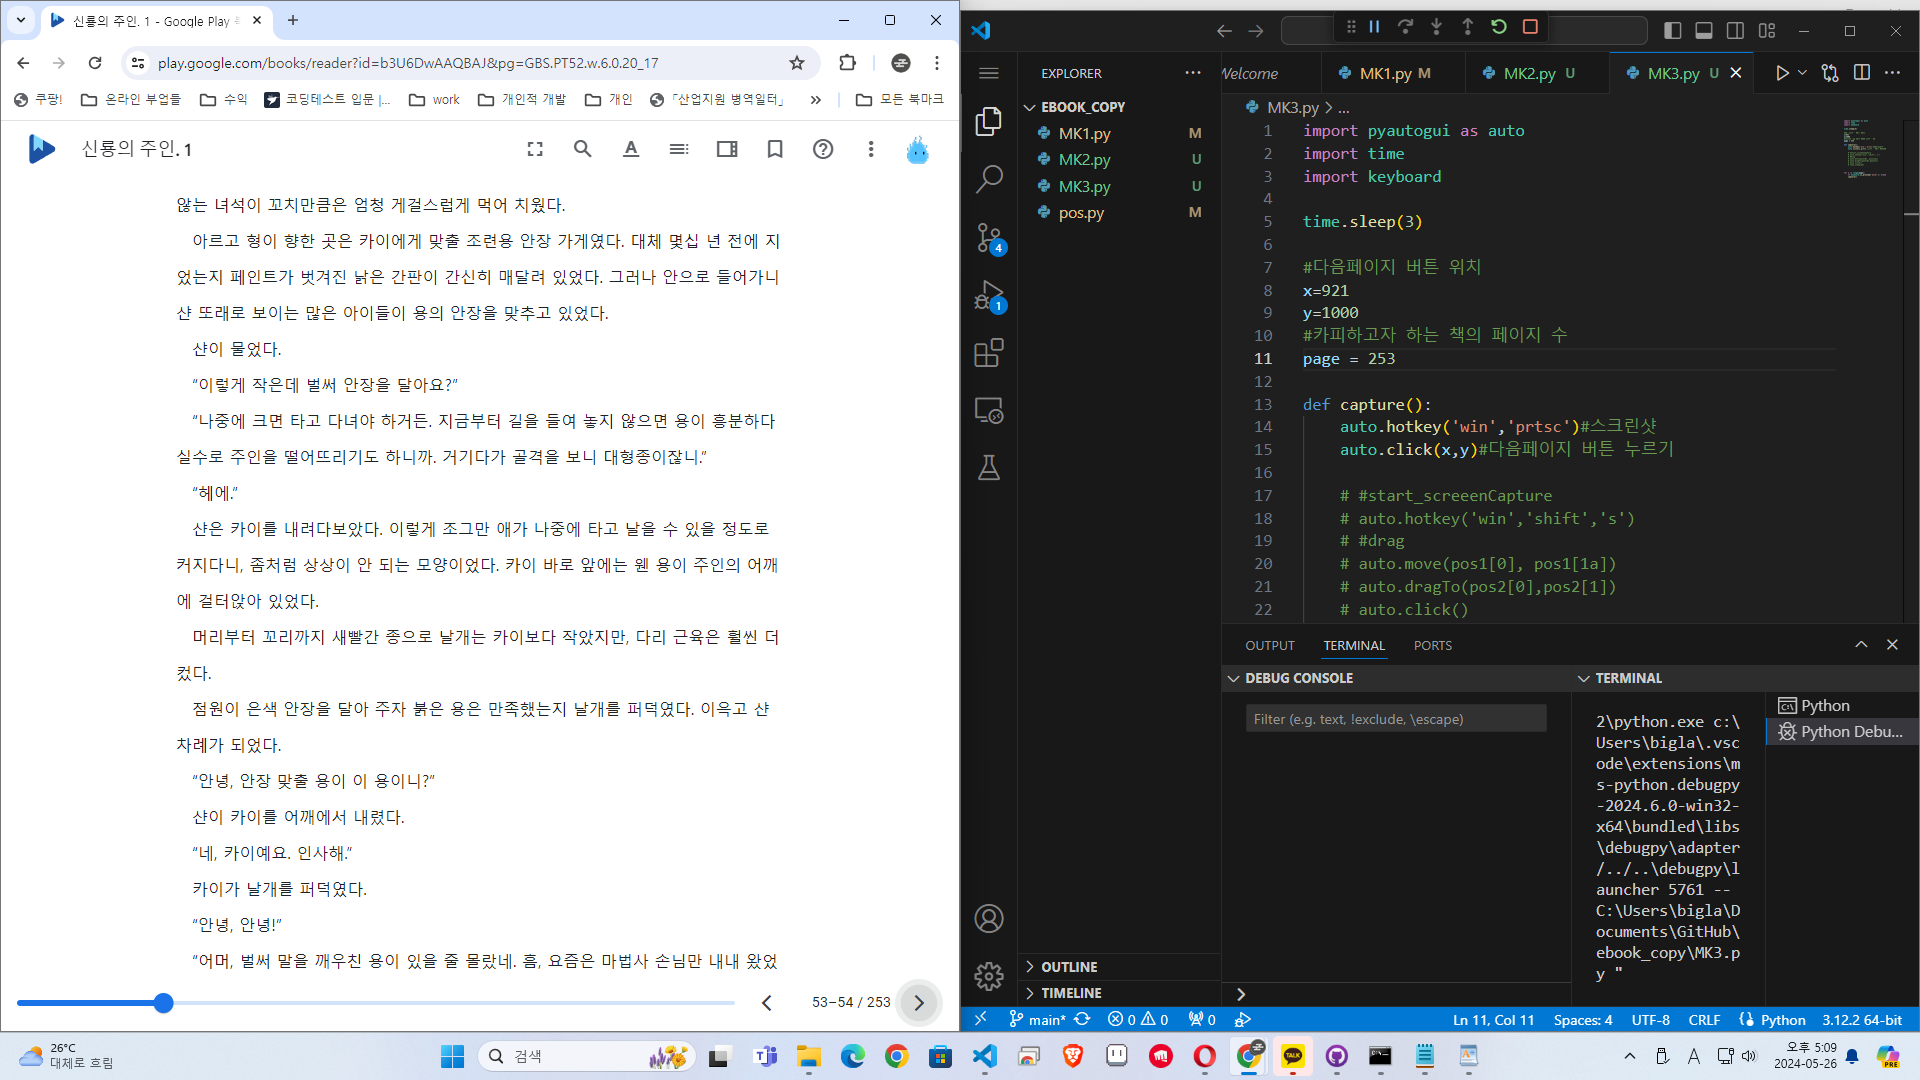 신룡의 주인. 1 - Google Play 북
play.google.com/books/reader?id=b3U6DwAAQBAJ&pg=GBS.PT52.w.6.0.20_17
쿠팡! 온라인 부업들 수익 코딩테스트 입문 |... work 개인적 개발 개인 「산업지원 병역일터」 » 모든 북마크
신룡의 주인. 1
않는 녀석이 꼬치만큼은 엄청 게걸스럽게 먹어 치웠다.
아르고 형이 향한 곳은 카이에게 맞출 조련용 안장 가게였다. 대체 몇십 년 전에 지
었는지 페인트가 벗겨진 낡은 간판이 간신히 매달려 있었다. 그러나 안으로 들어가니
샨 또래로 보이는 많은 아이들이 용의 안장을 맞추고 있었다.
샨이 물었다.
“이렇게 작은데 벌써 안장을 달아요?”
“나중에 크면 타고 다녀야 하거든. 지금부터 길을 들여 놓지 않으면 용이 흥분하다
실수로 주인을 떨어뜨리기도 하니까. 거기다가 골격을 보니 대형종이잖니.”
“헤에.”
샨은 카이를 내려다보았다. 이렇게 조그만 애가 나중에 타고 날을 수 있을 정도로
커지다니, 좀처럼 상상이 안 되는 모양이었다. 카이 바로 앞에는 웬 용이 주인의 어깨
에 걸터앉아 있었다.
머리부터 꼬리까지 새빨간 종으로 날개는 카이보다 작았지만, 다리 근육은 훨씬 더
컸다.
점원이 은색 안장을 달아 주자 붉은 용은 만족했는지 날개를 퍼덕였다. 이윽고 샨
차례가 되었다.
“안녕, 안장 맞출 용이 이 용이니?”
샨이 카이를 어깨에서 내렸다.
“네, 카이예요. 인사해.”
카이가 날개를 퍼덕였다.
“안녕, 안녕!”
“어머, 벌써 말을 깨우친 용이 있을 줄 몰랐네. 흠, 요즘은 마법사 손님만 내내 왔었
53–54 / 253
EXPLORER
EBOOK_COPY
MK1.py M
MK2.py U
MK3.py U
pos.py M
OUTLINE
TIMELINE
Welcome MK1.py M MK2.py U MK3.py U
MK3.py > ...
1 import pyautogui as auto
2 import time
3 import keyboard
4
5 time.sleep(3)
6
7 #다음페이지 버튼 위치
8 x=921
9 y=1000
10 #카피하고자 하는 책의 페이지 수
11 page = 253
12
13 def capture():
14 auto.hotkey('win','prtsc')#스크린샷
15 auto.click(x,y)#다음페이지 버튼 누르기
16
17 # #start_screeenCapture
18 # auto.hotkey('win','shift','s')
19 # #drag
20 # auto.move(pos1[0], pos1[1a])
21 # auto.dragTo(pos2[0],pos2[1])
22 # auto.click()
4
1
OUTPUT TERMINAL PORTS
DEBUG CONSOLE
Filter (e.g. text, !exclude, \escape)
TERMINAL
2\python.exe c:\
Users\bigla\.vsc
ode\extensions\m
s-python.debugpy
-2024.6.0-win32-
x64\bundled\libs
\debugpy\adapter
/../..\debugpy\l
auncher 5761 --
C:\Users\bigla\D
ocuments\GitHub\
ebook_copy\MK3.p
y "
Python
Python Debu...
main* 0 0 0 Ln 11, Col 11 Spaces: 4 UTF-8 CRLF Python 3.12.2 64-bit
26°C
대체로 흐림
검색
TALK
A
오후 5:09
2024-05-26
PRE